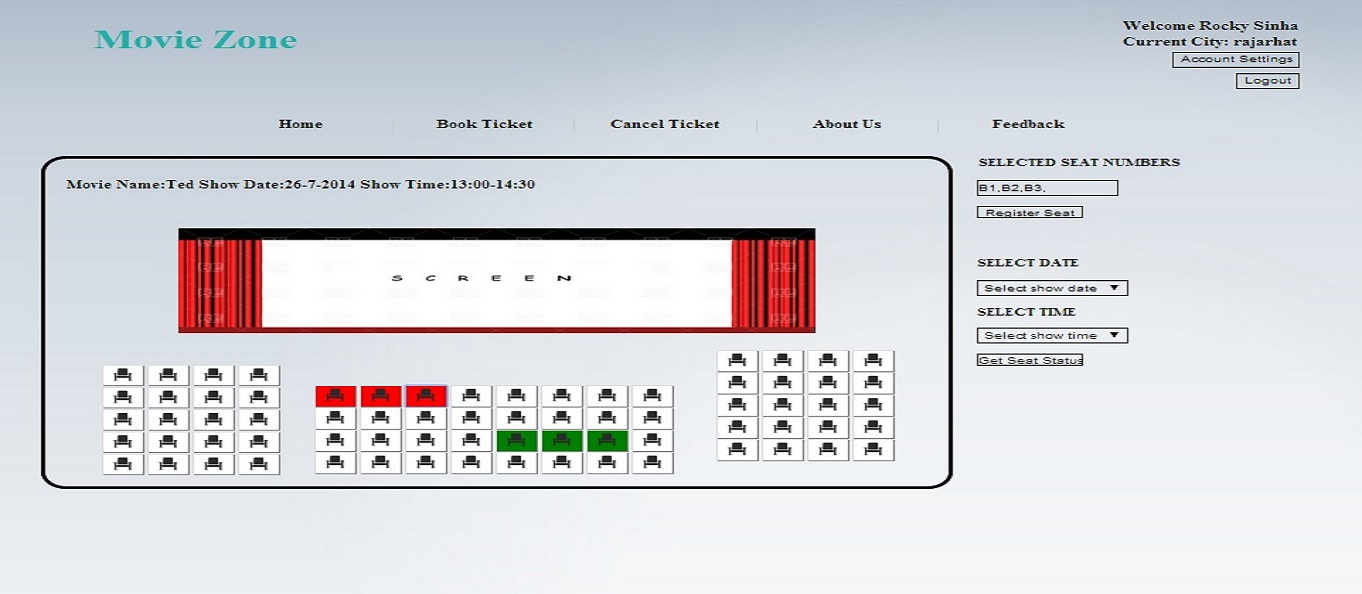 Movie Zone
Welcome Rocky Sinha
Current City: rajarhat
Account Settings
Logout
Home
Book Ticket
Cancel Ticket
About Us
Feedback
Movie Name:Ted Show Date:26-7-2014 Show Time:13:00-14:30
SCREEN
SELECTED SEAT NUMBERS
B1,B2,B3,
Register Seat
SELECT DATE
Select show date
SELECT TIME
Select show time
Get Seat Status